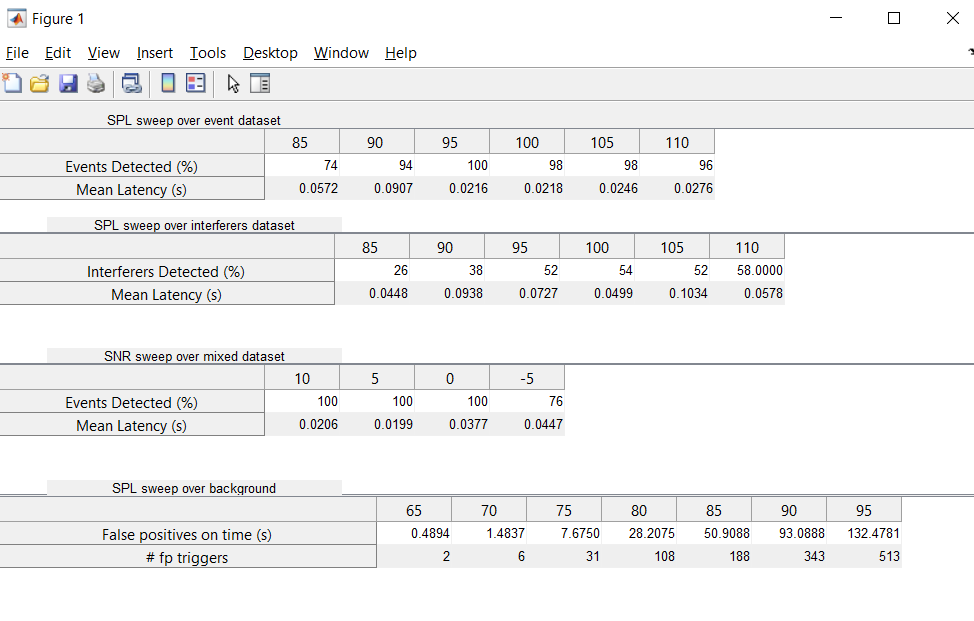 Figure 1
File Edit View Insert Tools Desktop Window Help
SPL sweep over event dataset
85 90 95 100 105 110
Events Detected (%) 74 94 100 98 98 96
Mean Latency (s) 0.0572 0.0907 0.0216 0.0218 0.0246 0.0276
SPL sweep over interferers dataset
85 90 95 100 105 110
Interferers Detected (%) 26 38 52 54 52 58.0000
Mean Latency (s) 0.0448 0.0938 0.0727 0.0499 0.1034 0.0578
SNR sweep over mixed dataset
10 5 0 -5
Events Detected (%) 100 100 100 76
Mean Latency (s) 0.0206 0.0199 0.0377 0.0447
SPL sweep over background
65 70 75 80 85 90 95
False positives on time (s) 0.4894 1.4837 7.6750 28.2075 50.9088 93.0888 132.4781
# fp triggers 2 6 31 108 188 343 513